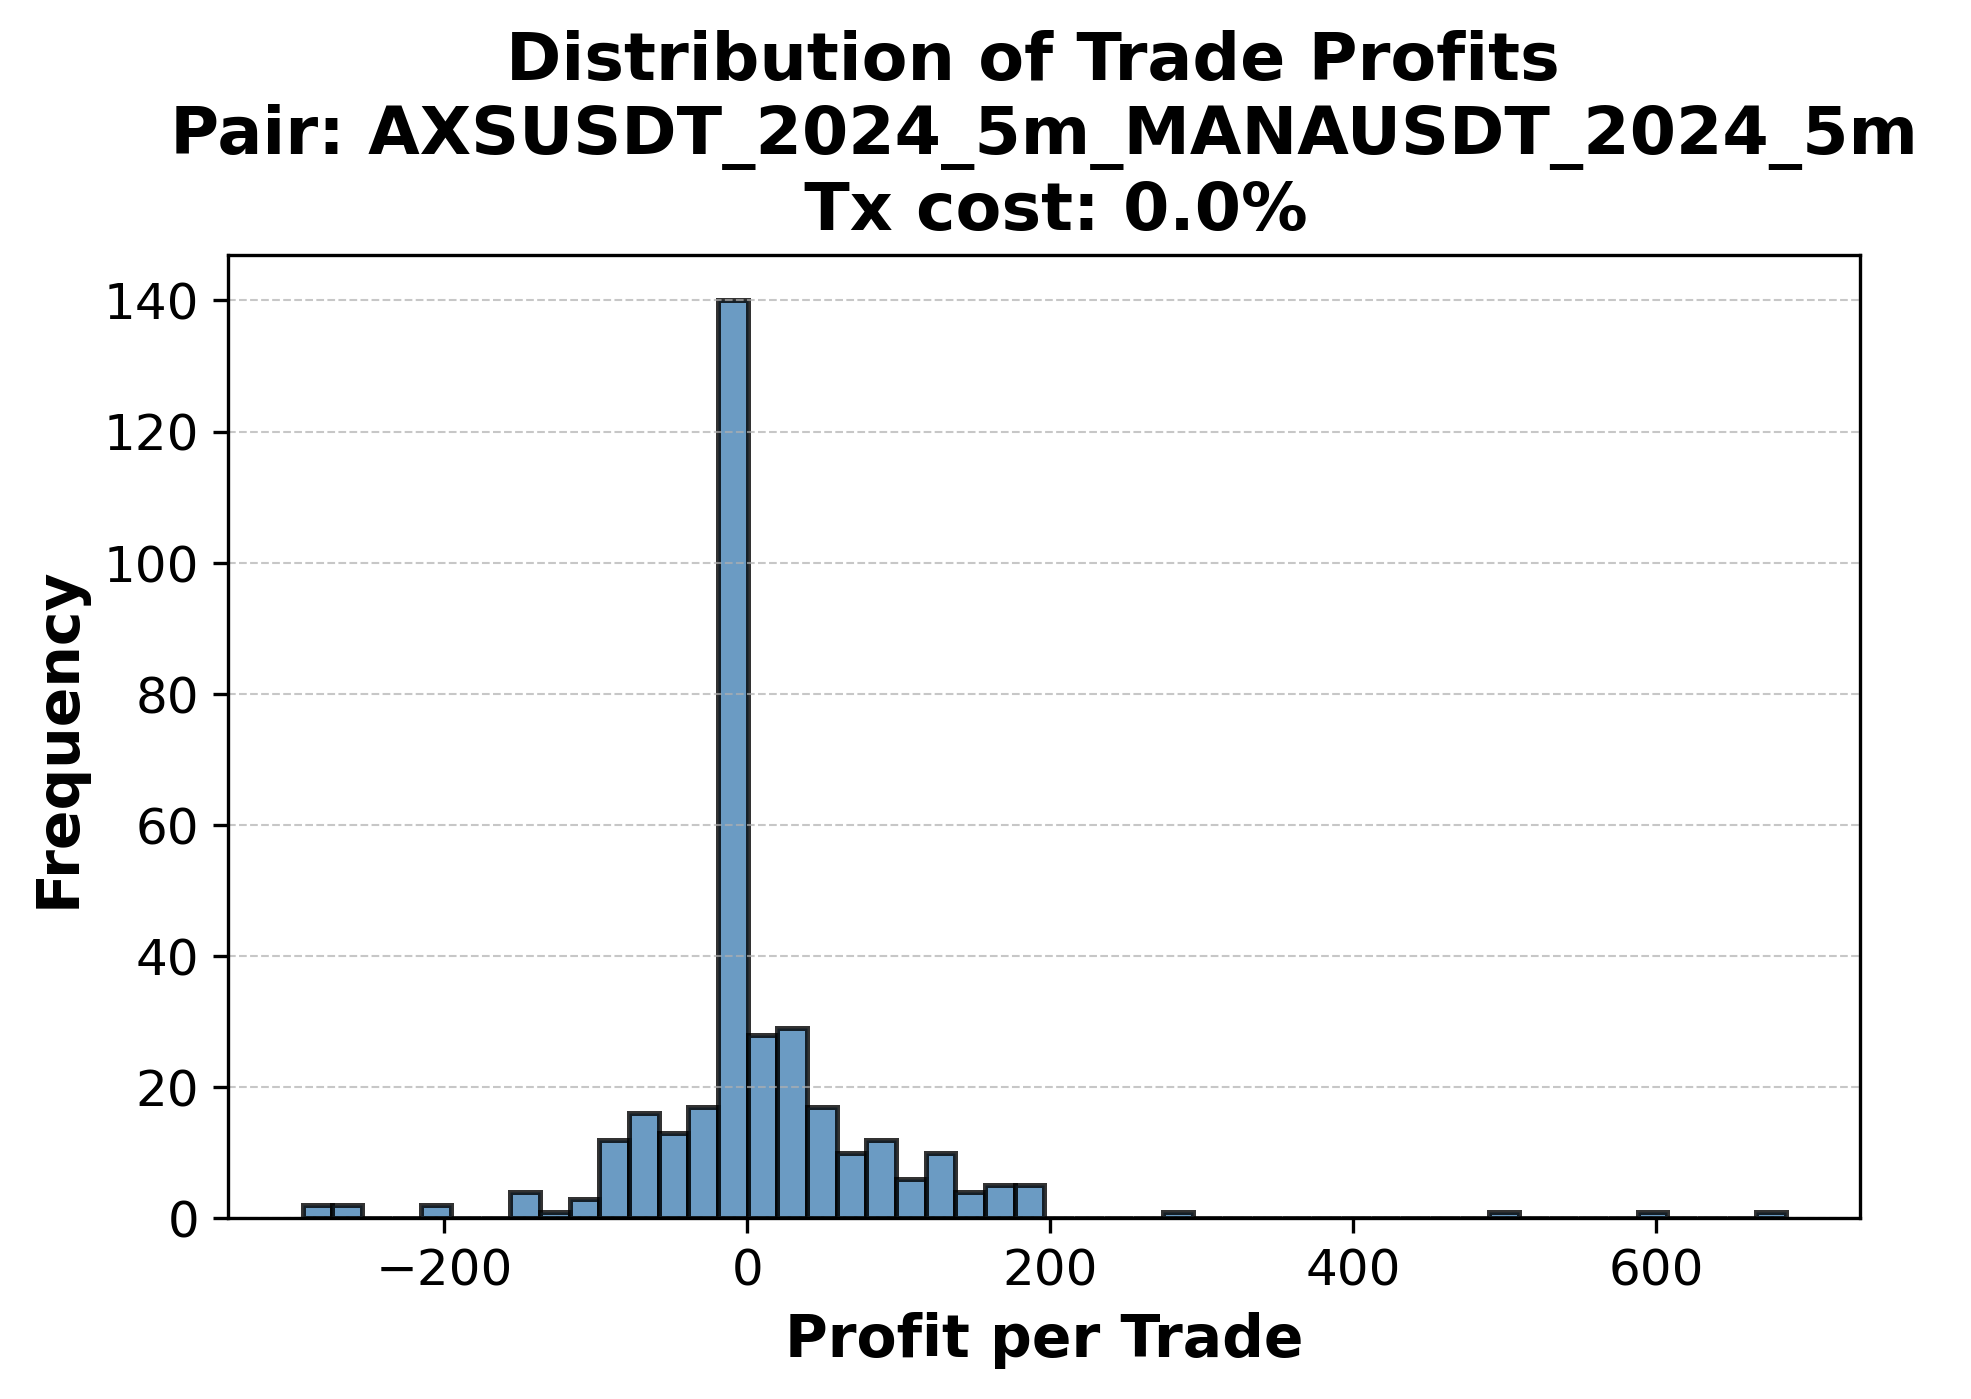 Distribution of Trade Profits
Pair: AXSUSDT_2024_5m_MANAUSDT_2024_5m
Tx cost: 0.0%
140
120
100
80
60
40
20
0
Frequency
−200
0
200
400
600
Profit per Trade